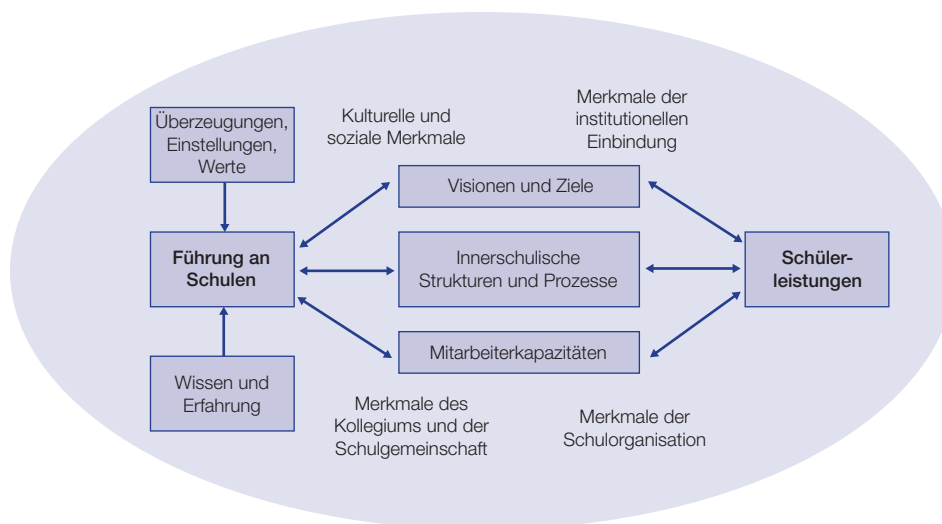 Überzeugungen,
Einstellungen,
Werte
Kulturelle und
soziale Merkmale
Merkmale der
institutionellen
Einbindung
Visionen und Ziele
Führung an
Schulen
Innerschulische
Strukturen und Prozesse
Schüler-
leistungen
Mitarbeiterkapazitäten
Wissen und
Erfahrung
Merkmale des
Kollegiums und der
Schulgemeinschaft
Merkmale der
Schulorganisation